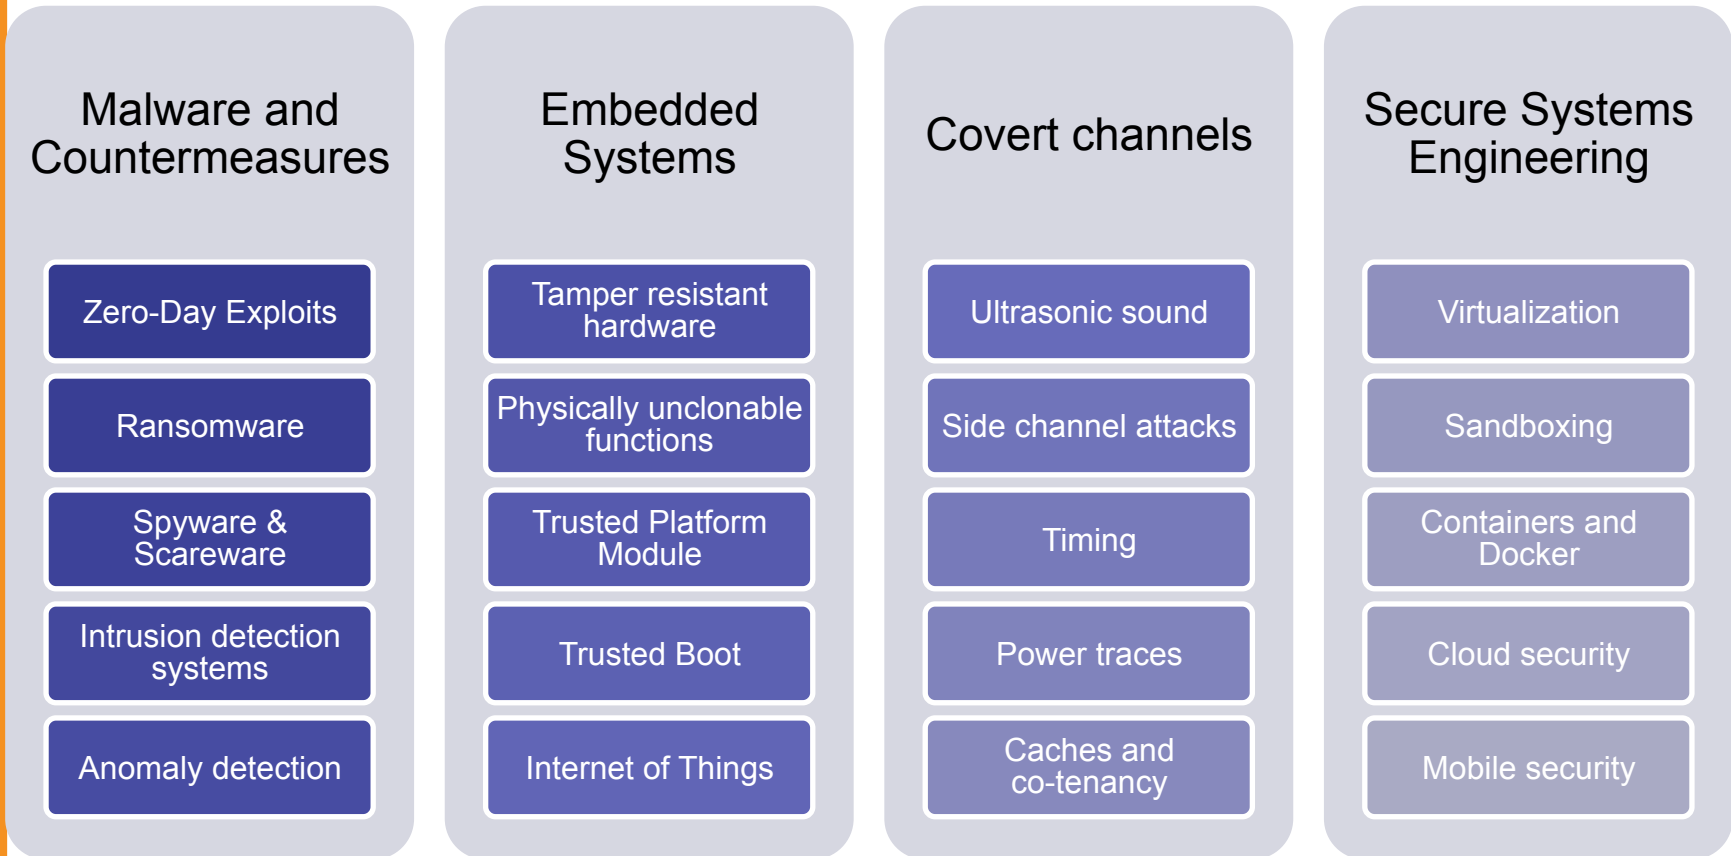 Malware and
Countermeasures
Zero-Day Exploits
Ransomware
Spyware &
Scareware
Intrusion detection
systems
Anomaly detection
Embedded
Systems
Tamper resistant
hardware
Physically unclonable
functions
Trusted Platform
Module
Trusted Boot
Internet of Things
Covert channels
Ultrasonic sound
Side channel attacks
Timing
Power traces
Caches and
co-tenancy
Secure Systems
Engineering
Virtualization
Sandboxing
Containers and
Docker
Cloud security
Mobile security